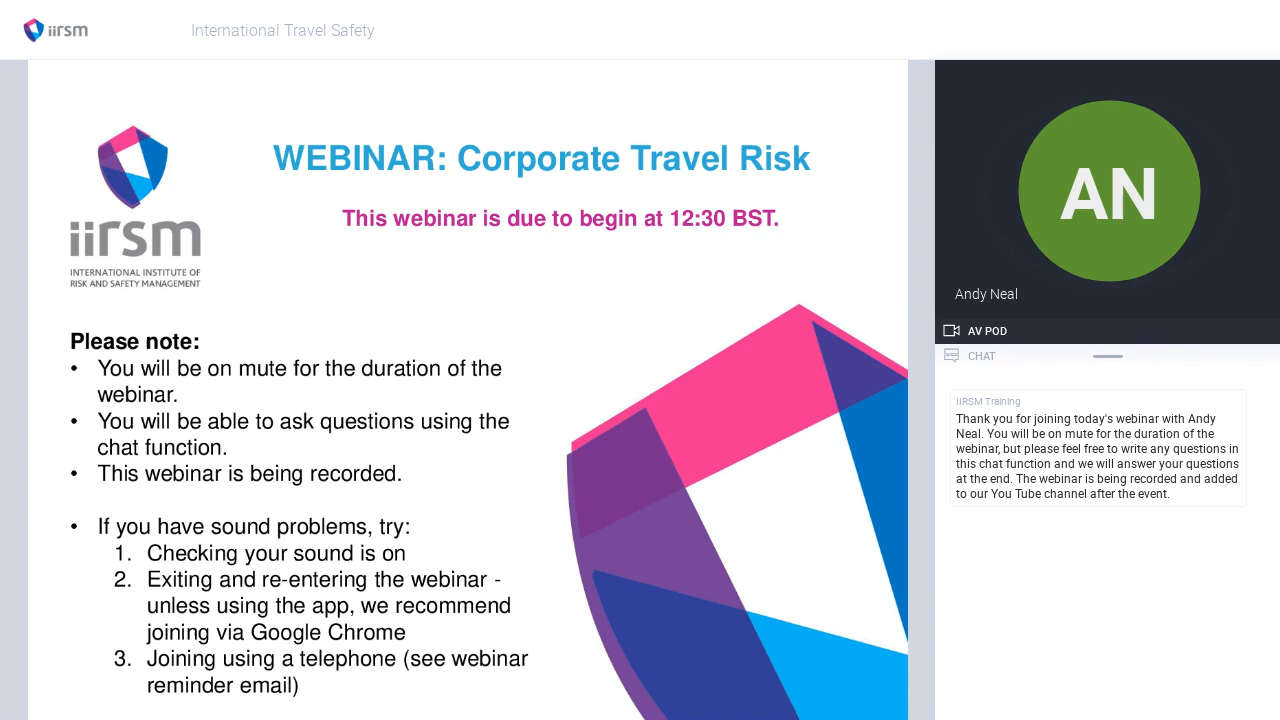 iirsm
International Travel Safety
iirsm
INTERNATIONAL INSTITUTE OF
RISK AND SAFETY MANAGEMENT
WEBINAR: Corporate Travel Risk
This webinar is due to begin at 12:30 BST.
Please note:
• You will be on mute for the duration of the
webinar.
• You will be able to ask questions using the
chat function.
• This webinar is being recorded.
• If you have sound problems, try:
1. Checking your sound is on
2. Exiting and re-entering the webinar -
unless using the app, we recommend
joining via Google Chrome
3. Joining using a telephone (see webinar
reminder email)
AN
Andy Neal
AV POD
CHAT
IIRSM Training
Thank you for joining today's webinar with Andy
Neal. You will be on mute for the duration of the
webinar, but please feel free to write any questions in
this chat function and we will answer your questions
at the end. The webinar is being recorded and added
to our You Tube channel after the event.